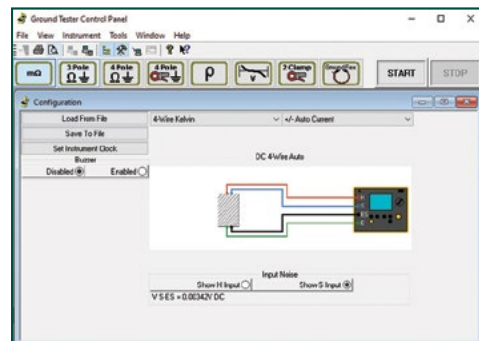 Ground Tester Control Panel
File View Instrument Tools Window Help
mΩ 3 Pole Ω 4 Pole Ω 4 Pole Ω ρ V 2 Clamp Ω GroundFlex START STOP
Configuration
Load From File 4-Wire Kelvin +/- Auto Current
Save To File
Set Instrument Clock
Buzzer
Disabled Enabled
DC 4-Wire Auto
Input Noise
Show H Input Show S Input
V S-ES = 0.00342V DC